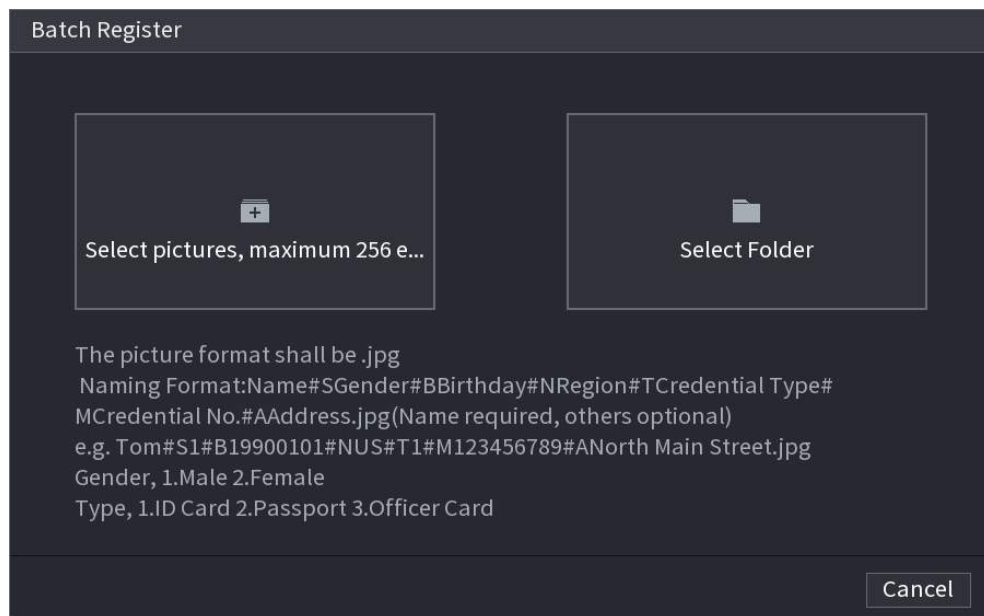 Batch Register
Select pictures, maximum 256 e...
Select Folder
The picture format shall be .jpg
Naming Format:Name#SGender#BBirthday#NRegion#TCredential Type#
MCredential No.#AAddress.jpg(Name required, others optional)
e.g. Tom#S1#B19900101#NUS#T1#M123456789#ANorth Main Street.jpg
Gender, 1.Male 2.Female
Type, 1.ID Card 2.Passport 3.Officer Card
Cancel